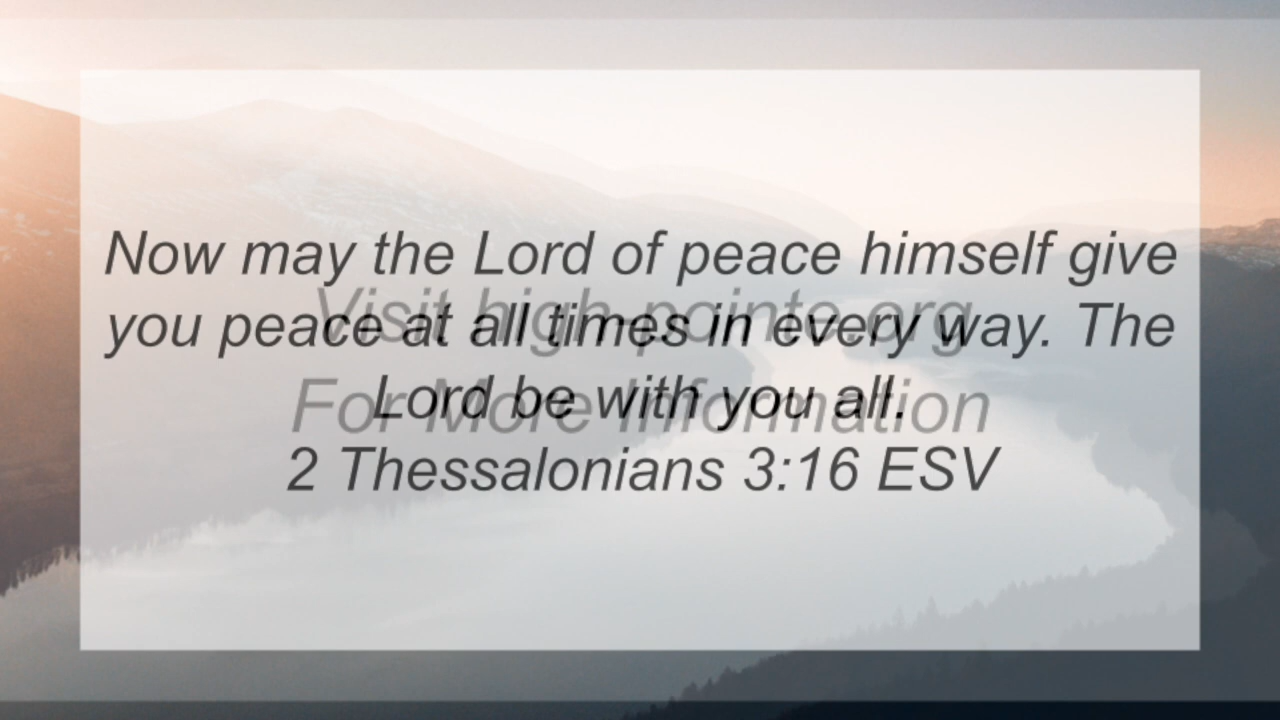 Now may the Lord of peace himself give
you peace at all times in every way. The
Lord be with you all.
2 Thessalonians 3:16 ESV
Visit high-pointe.org
For More Information